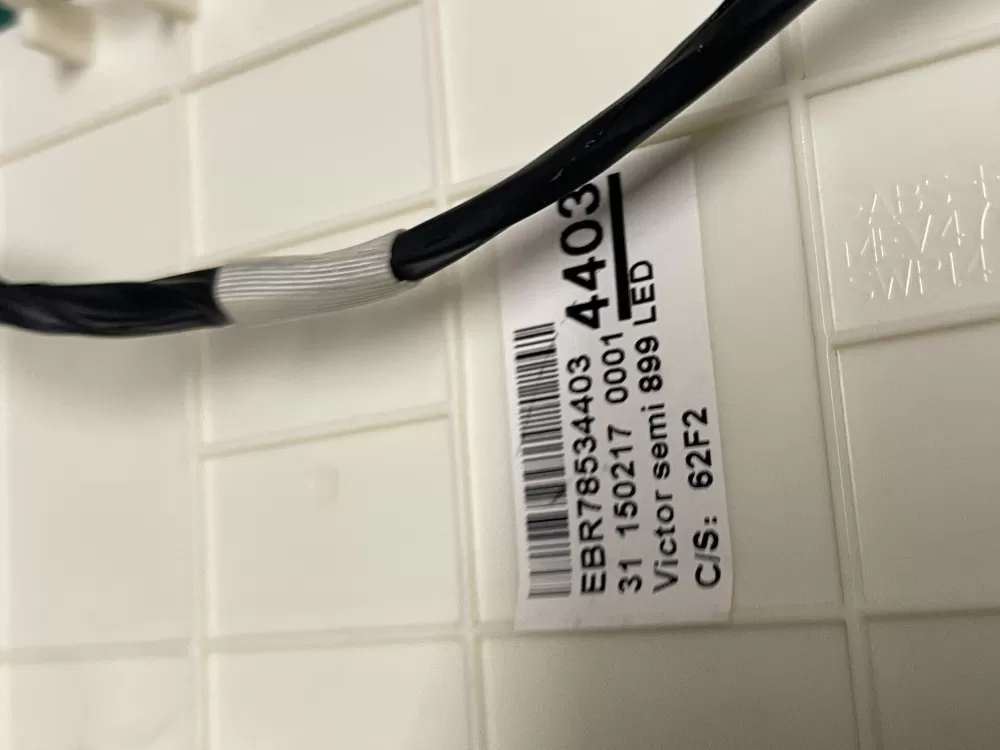 4403
EBR78534403
31 150217 0001
Victor semi 899 LED
C/S: 62F2